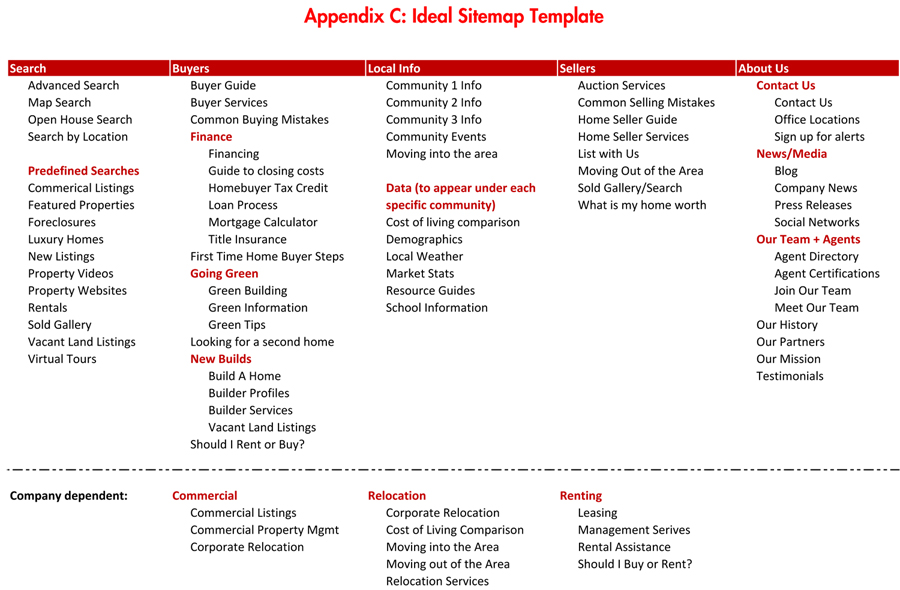 Appendix C: Ideal Sitemap Template
Search
Advanced Search
Map Search
Open House Search
Search by Location
Predefined Searches
Commerical Listings
Featured Properties
Foreclosures
Luxury Homes
New Listings
Property Videos
Property Websites
Rentals
Sold Gallery
Vacant Land Listings
Virtual Tours
Buyers
Buyer Guide
Buyer Services
Common Buying Mistakes
Finance
Financing
Guide to closing costs
Homebuyer Tax Credit
Loan Process
Mortgage Calculator
Title Insurance
First Time Home Buyer Steps
Going Green
Green Building
Green Information
Green Tips
Looking for a second home
New Builds
Build A Home
Builder Profiles
Builder Services
Vacant Land Listings
Should I Rent or Buy?
Local Info
Community 1 Info
Community 2 Info
Community 3 Info
Community Events
Moving into the area
Data (to appear under each
specific community)
Cost of living comparison
Demographics
Local Weather
Market Stats
Resource Guides
School Information
Sellers
Auction Services
Common Selling Mistakes
Home Seller Guide
Home Seller Services
List with Us
Moving Out of the Area
Sold Gallery/Search
What is my home worth
About Us
Contact Us
Contact Us
Office Locations
Sign up for alerts
News/Media
Blog
Company News
Press Releases
Social Networks
Our Team + Agents
Agent Directory
Agent Certifications
Join Our Team
Meet Our Team
Our History
Our Partners
Our Mission
Testimonials
Company dependent:
Commercial
Commercial Listings
Commercial Property Mgmt
Corporate Relocation
Relocation
Corporate Relocation
Cost of Living Comparison
Moving into the Area
Moving out of the Area
Relocation Services
Renting
Leasing
Management Serives
Rental Assistance
Should I Buy or Rent?